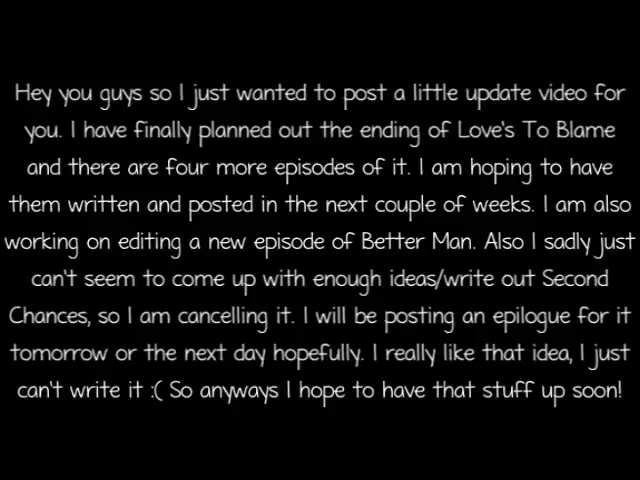 Hey you guys so I just wanted to post a little update video for
you. I have finally planned out the ending of Love's To Blame
and there are four more episodes of it. I am hoping to have
them written and posted in the next couple of weeks. I am also
working on editing a new episode of Better Man. Also I sadly just
can't seem to come up with enough ideas/write out Second
Chances, so I am cancelling it. I will be posting an epilogue for it
tomorrow or the next day hopefully. I really like that idea, I just
can't write it :( So anyways I hope to have that stuff up soon!